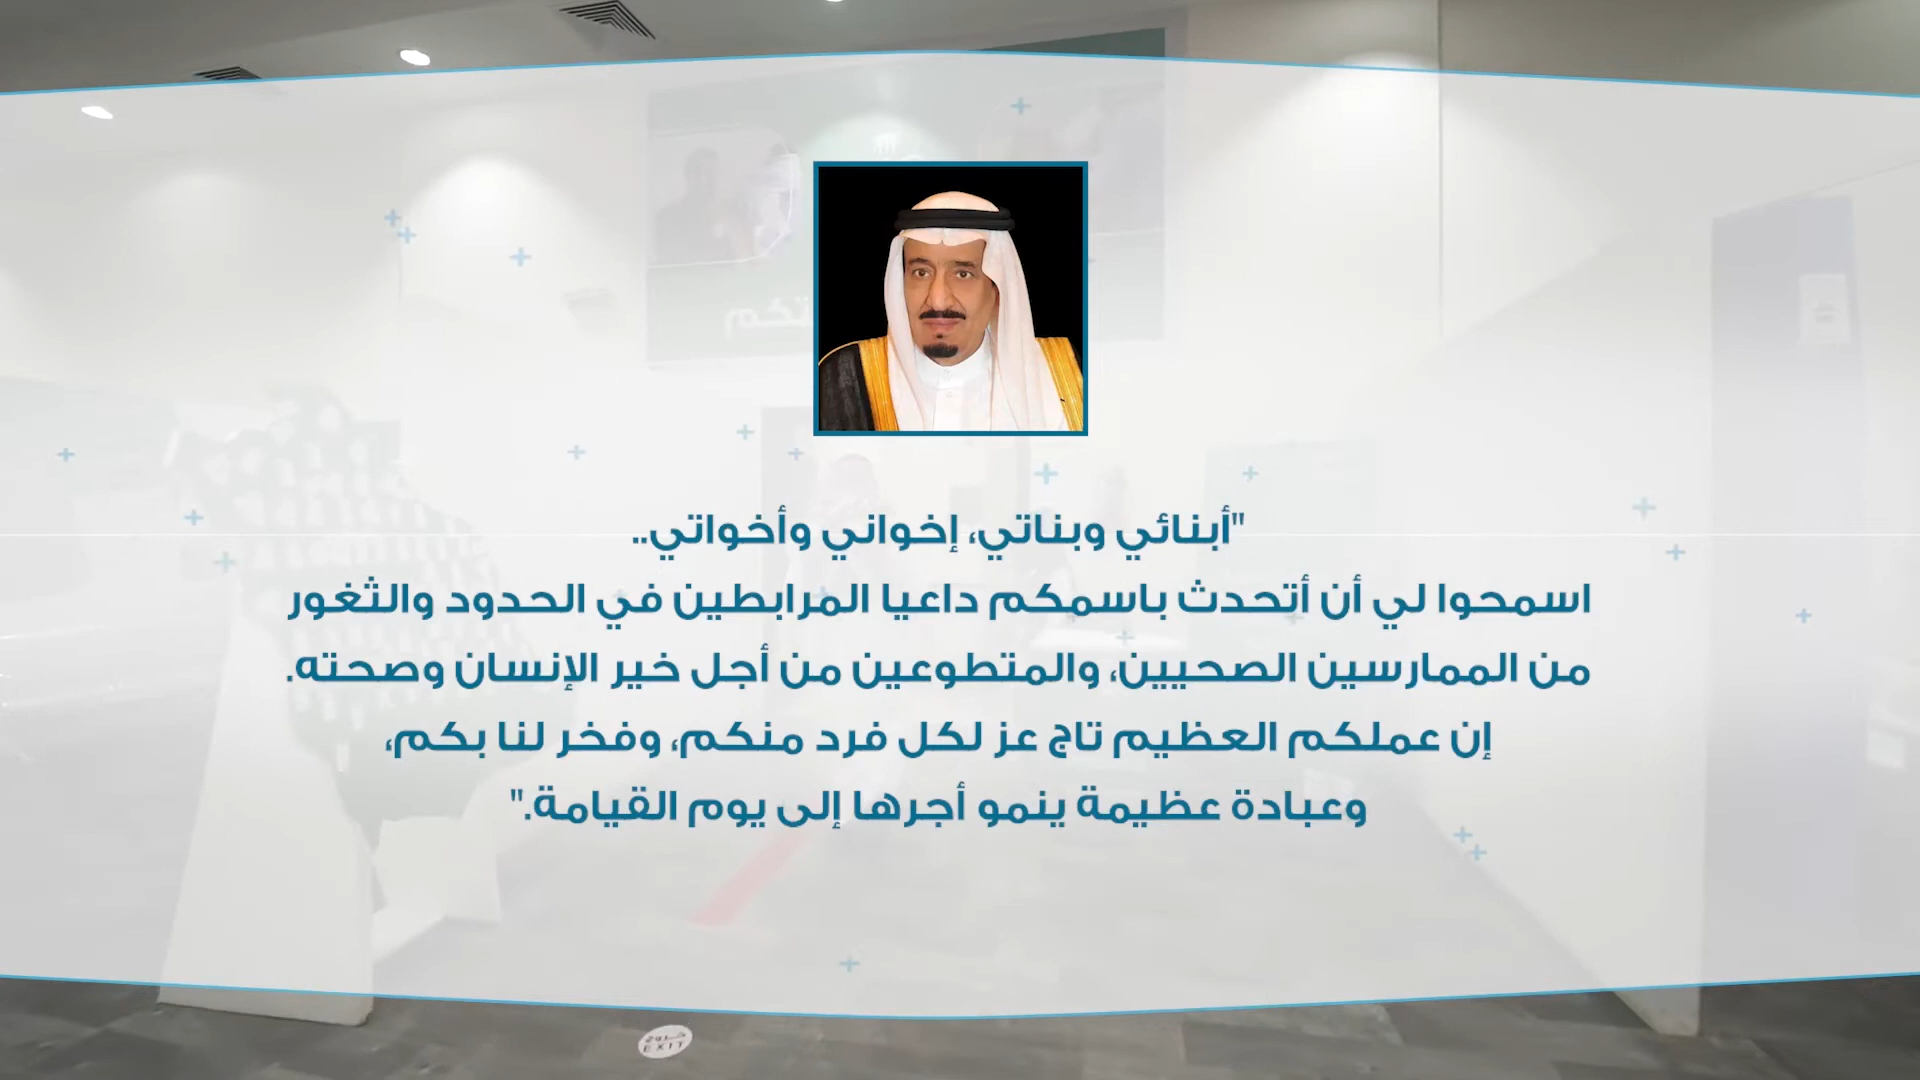 "أبنائي وبناتي، إخواني وأخواتي..
اسمحوا لي أن أتحدث باسمكم داعيا المرابطين في الحدود والثغور
من الممارسين الصحيين، والمتطوعين من أجل خير الإنسان وصحته.
إن عملكم العظيم تاج عز لكل فرد منكم، وفخر لنا بكم،
وعبادة عظيمة ينمو أجرها إلى يوم القيامة."
خروج
EXIT